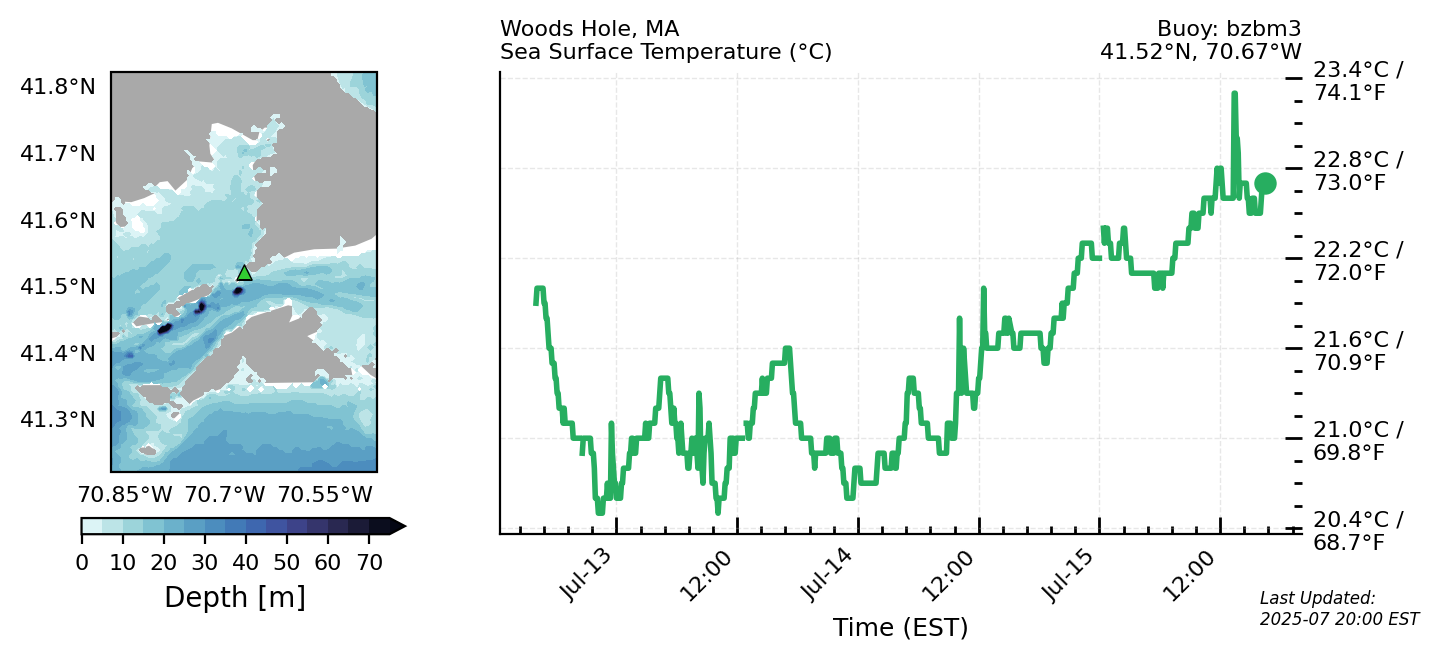 Woods Hole, MA
Sea Surface Temperature (°C)
Buoy: bzbm3
41.52°N, 70.67°W
41.8°N
41.7°N
41.6°N
41.5°N
41.4°N
41.3°N
70.85°W 70.7°W 70.55°W
0 10 20 30 40 50 60 70
Depth [m]
23.4°C /
74.1°F
22.8°C /
73.0°F
22.2°C /
72.0°F
21.6°C /
70.9°F
21.0°C /
69.8°F
20.4°C /
68.7°F
Jul-13
12:00
Jul-14
12:00
Jul-15
12:00
Time (EST)
Last Updated:
2025-07 20:00 EST